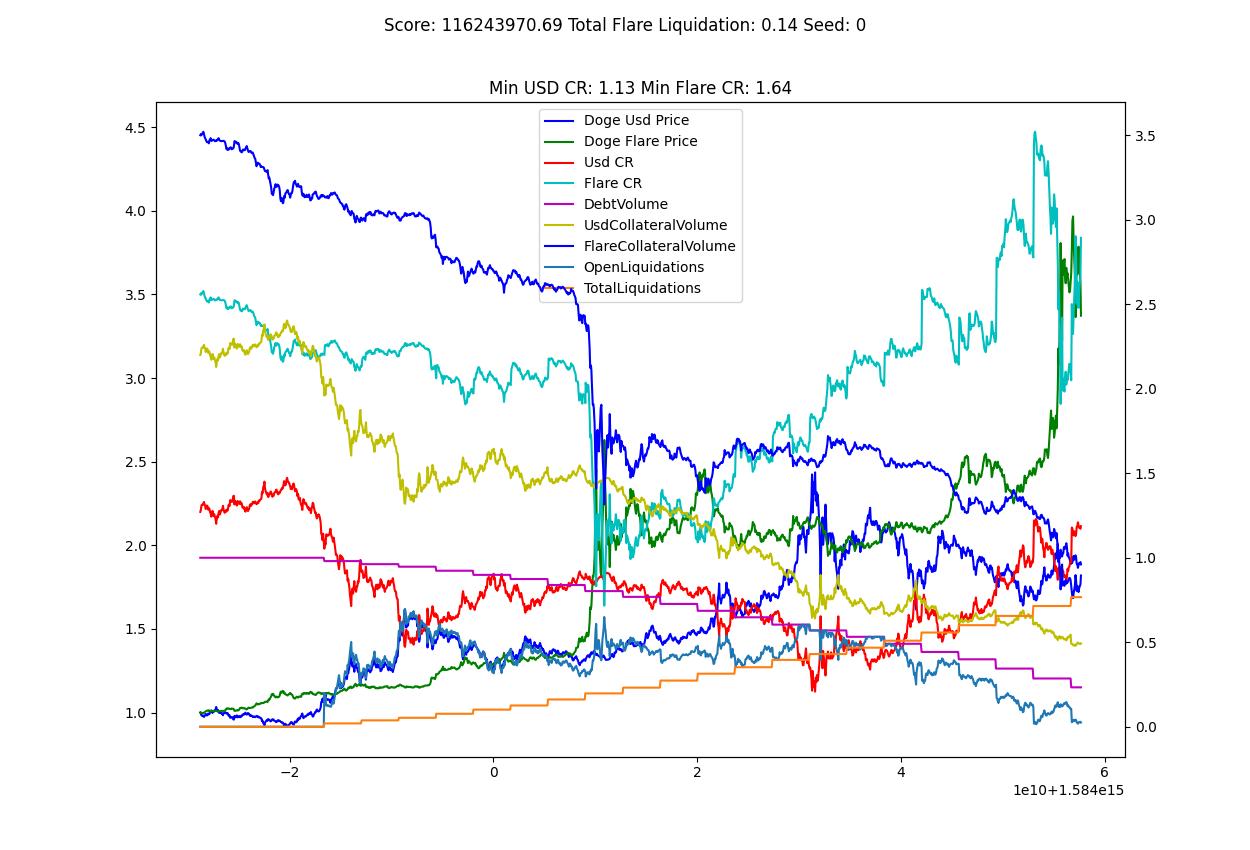 Score: 116243970.69 Total Flare Liquidation: 0.14 Seed: 0
Min USD CR: 1.13 Min Flare CR: 1.64
Doge Usd Price
Doge Flare Price
Usd CR
Flare CR
DebtVolume
UsdCollateralVolume
FlareCollateralVolume
OpenLiquidations
TotalLiquidations
4.5
4.0
3.5
3.0
2.5
2.0
1.5
1.0
3.5
3.0
2.5
2.0
1.5
1.0
0.5
0.0
−2
0
2
4
6
1e10+1.584e15